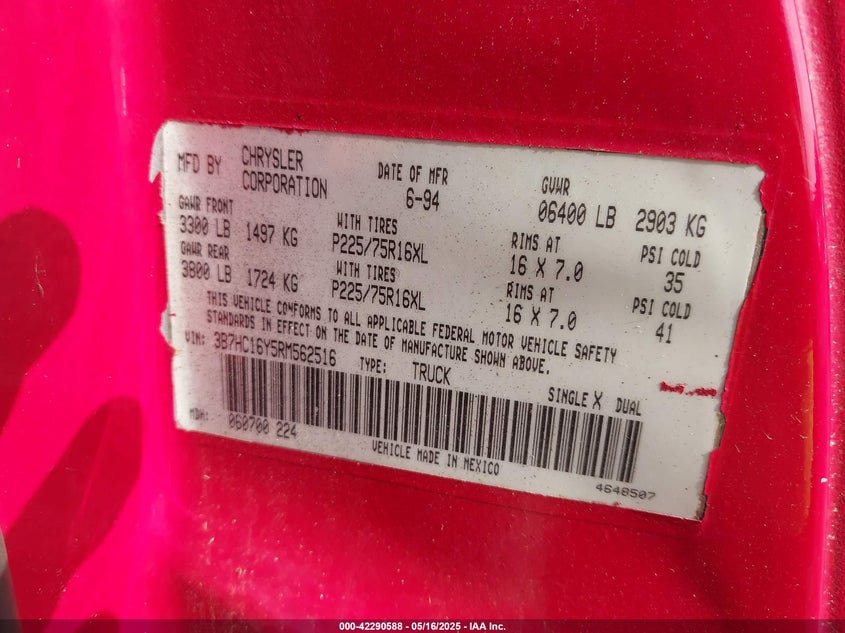 MFD BY CHRYSLER CORPORATION DATE OF MFR 6-94 GVWR 06400 LB 2903 KG
GAWR FRONT 3300 LB 1497 KG WITH TIRES P225/75R16XL RIMS AT 16 X 7.0 PSI COLD 35
GAWR REAR 3800 LB 1724 KG WITH TIRES P225/75R16XL RIMS AT 16 X 7.0 PSI COLD 41
THIS VEHICLE CONFORMS TO ALL APPLICABLE FEDERAL MOTOR VEHICLE SAFETY
STANDARDS IN EFFECT ON THE DATE OF MANUFACTURE SHOWN ABOVE.
VIN: 3B7HC16Y5RM562516 TYPE: TRUCK
SINGLE X DUAL
MDH: 060700 224
VEHICLE MADE IN MEXICO
4648507
000-42290588 - 05/16/2025 - IAA Inc.